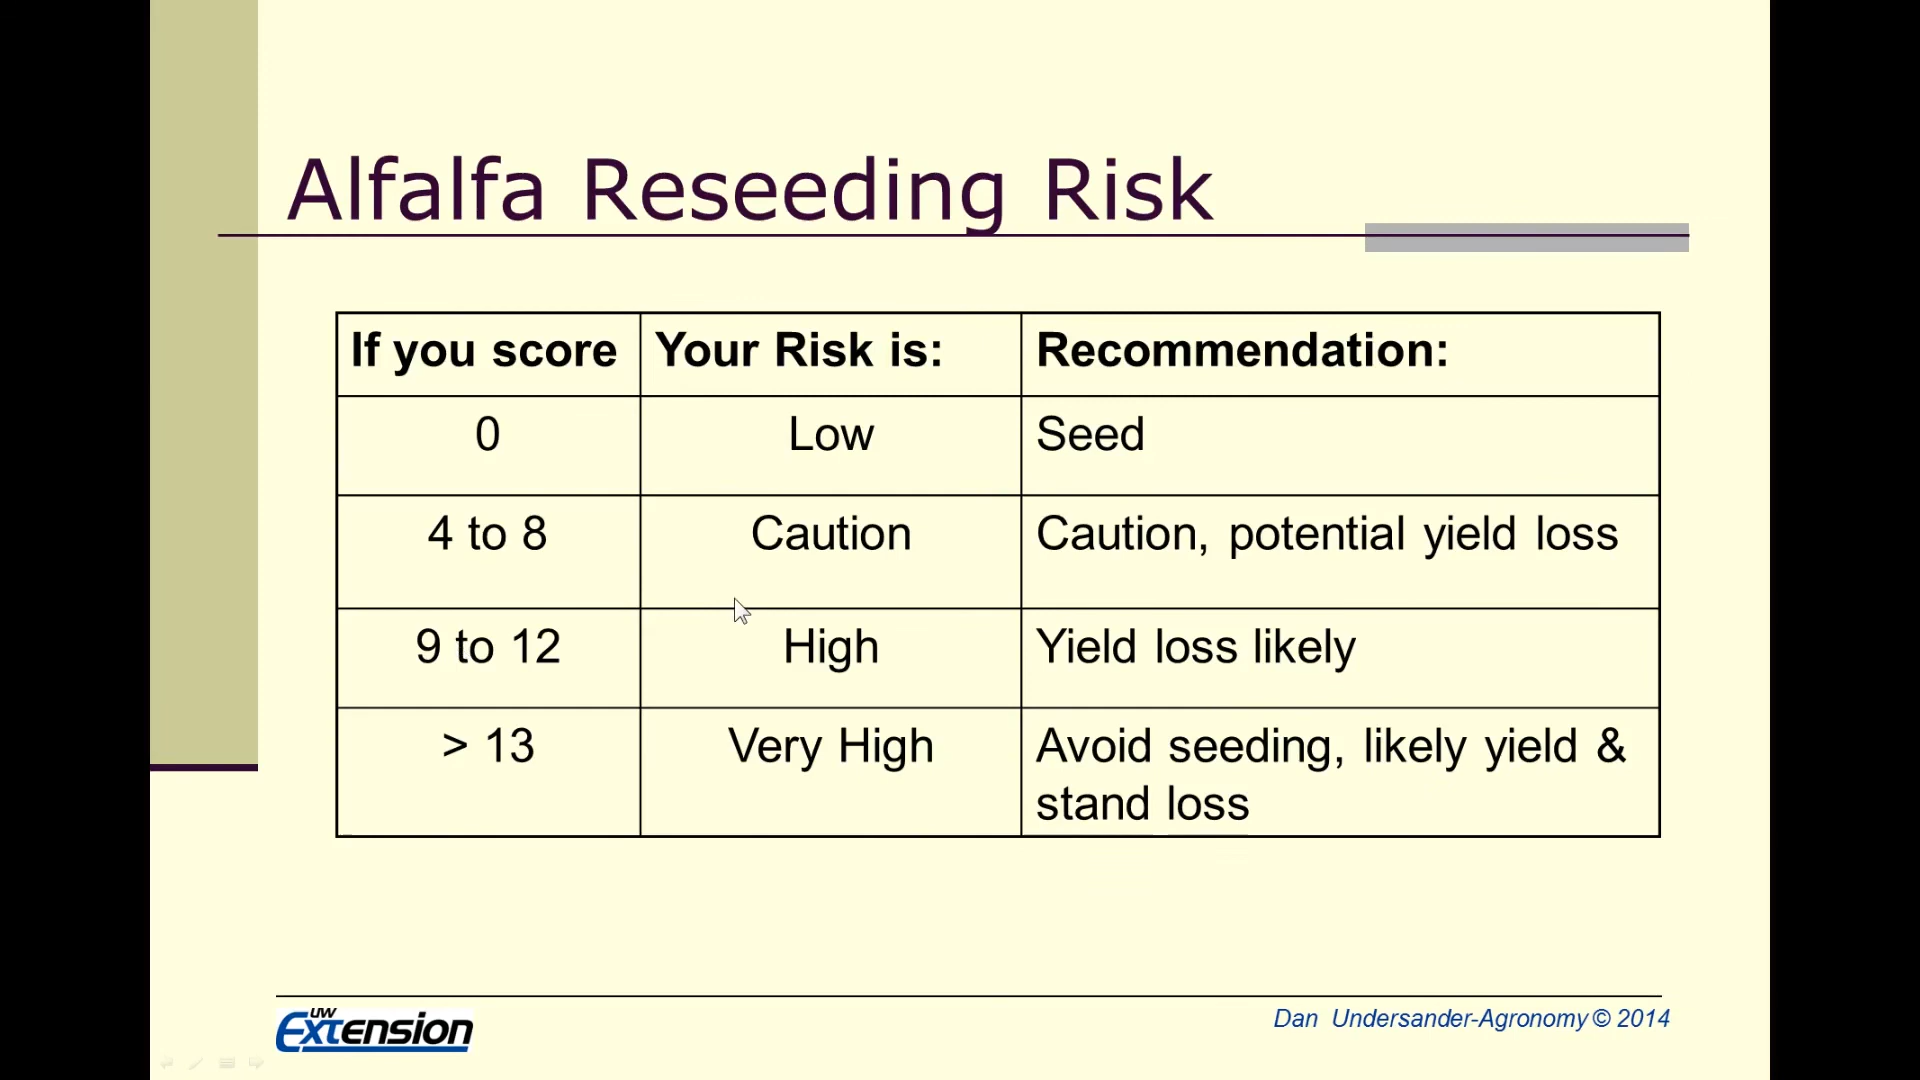 Alfalfa Reseeding Risk
If you score Your Risk is: Recommendation:
0 Low Seed
4 to 8 Caution Caution, potential yield loss
9 to 12 High Yield loss likely
> 13 Very High Avoid seeding, likely yield &
stand loss
UW
Extension
Dan Undersander-Agronomy © 2014